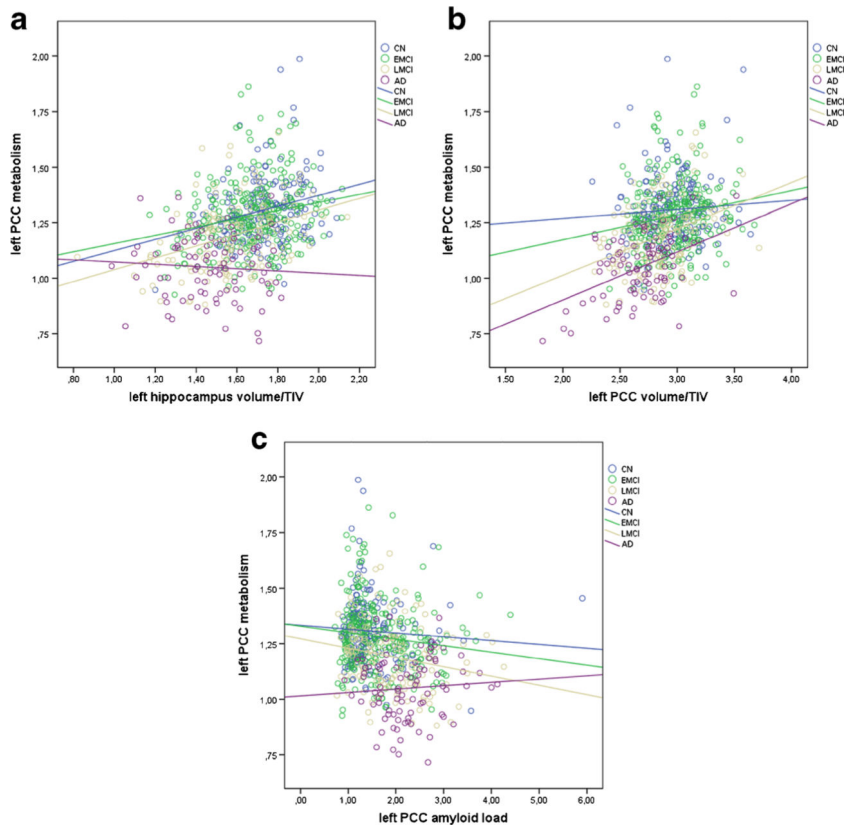 a
2,00
1,75
1,50
1,25
1,00
,75
left PCC metabolism
,80
1,00
1,20
1,40
1,60
1,80
2,00
2,20
left hippocampus volume/TIV
CN
EMCI
LMCI
AD
CN
EMCI
LMCI
AD
b
2,00
1,75
1,50
1,25
1,00
,75
left PCC metabolism
1.50
2,00
2,50
3,00
3,50
4,00
left PCC volume/TIV
CN
EMCI
LMCI
AD
CN
EMCI
LMCI
AD
c
2,00
1,75
1,50
1,25
1,00
,75
left PCC metabolism
,00
1,00
2,00
3,00
4,00
5,00
6,00
left PCC amyloid load
CN
EMCI
LMCI
AD
CN
EMCI
LMCI
AD